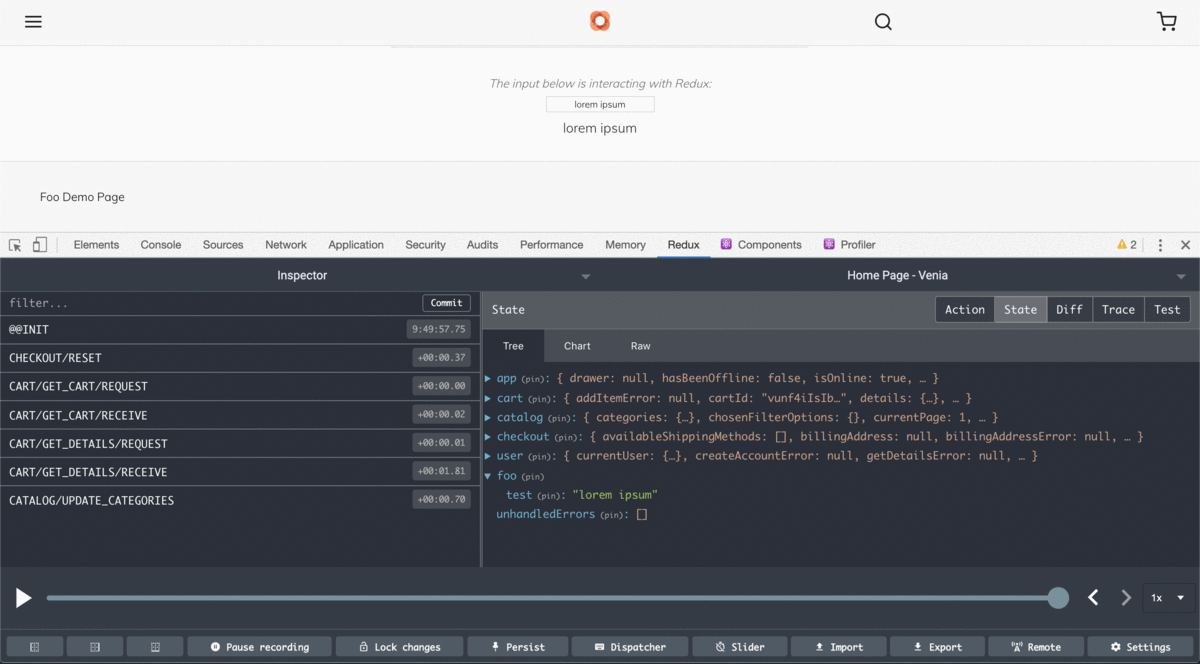 The input below is interacting with Redux:
lorem ipsum
lorem ipsum
Foo Demo Page
Elements Console Sources Network Application Security Audits Performance Memory Redux Components Profiler 2
Inspector Home Page - Venia
filter... Commit
@@INIT 9:49:57.75
CHECKOUT/RESET +00:00.37
CART/GET_CART/REQUEST +00:00.00
CART/GET_CART/RECEIVE +00:00.02
CART/GET_DETAILS/REQUEST +00:00.01
CART/GET_DETAILS/RECEIVE +00:01.81
CATALOG/UPDATE_CATEGORIES +00:00.70
State Action State Diff Trace Test
Tree Chart Raw
app (pin): { drawer: null, hasBeenOffline: false, isOnline: true, … }
cart (pin): { addItemError: null, cartId: "vunf4iIsIb…", details: {…}, … }
catalog (pin): { categories: {…}, chosenFilterOptions: {}, currentPage: 1, … }
checkout (pin): { availableShippingMethods: [], billingAddress: null, billingAddressError: null, … }
user (pin): { currentUser: {…}, createAccountError: null, getDetailsError: null, … }
foo (pin)
test (pin): "lorem ipsum"
unhandledErrors (pin): []
1x
Pause recording Lock changes Persist Dispatcher Slider Import Export Remote Settings